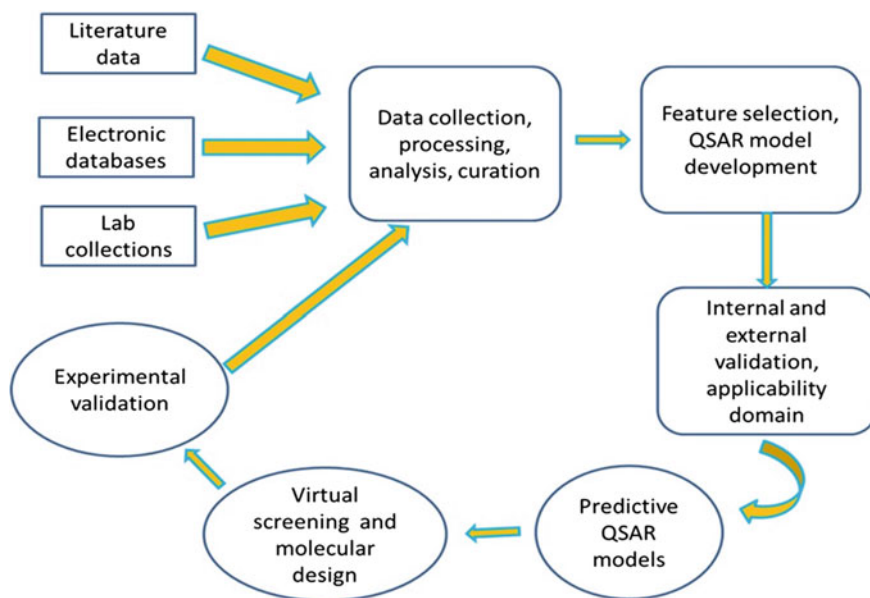 Literature
data
Electronic
databases
Lab
collections
Data collection,
processing,
analysis, curation
Feature selection,
QSAR model
development
Internal and
external
validation,
applicability
domain
Predictive
QSAR
models
Virtual
screening and
molecular
design
Experimental
validation